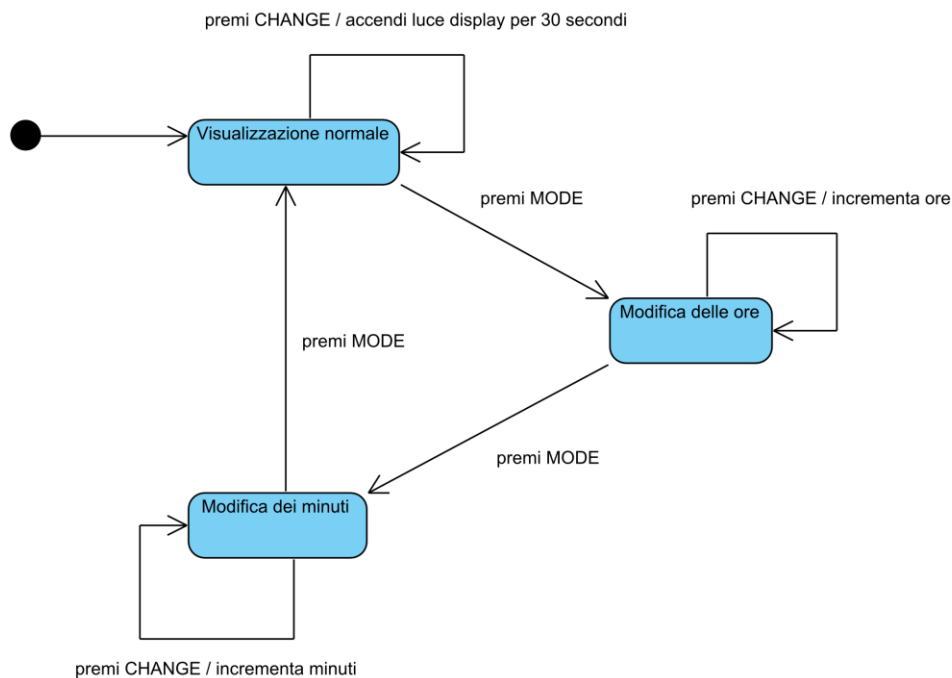 premi CHANGE / accendi luce display per 30 secondi
Visualizzazione normale
premi MODE
premi CHANGE / incrementa ore
Modifica delle ore
premi MODE
premi MODE
Modifica dei minuti
premi CHANGE / incrementa minuti